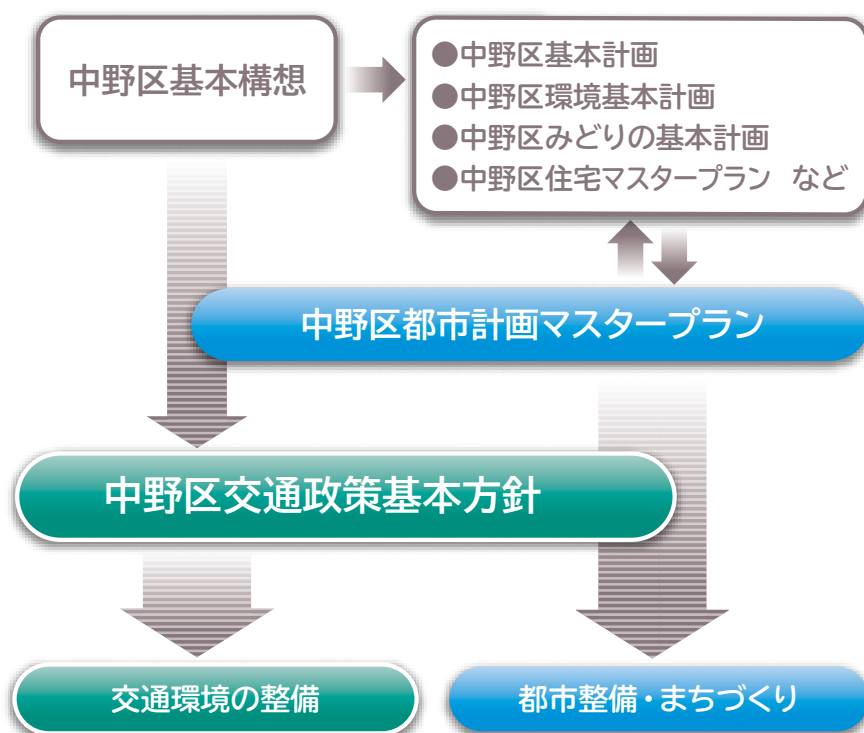 中野区基本構想
●中野区基本計画
●中野区環境基本計画
●中野区みどりの基本計画
●中野区住宅マスタープラン など
中野区都市計画マスタープラン
中野区交通政策基本方針
交通環境の整備
都市整備・まちづくり